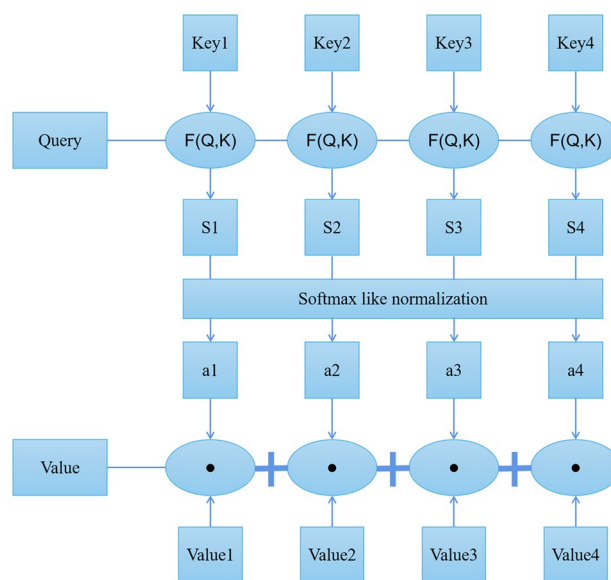 Key1 Key2 Key3 Key4
Query F(Q,K) F(Q,K) F(Q,K) F(Q,K)
S1 S2 S3 S4
Softmax like normalization
a1 a2 a3 a4
Value
Value1 Value2 Value3 Value4